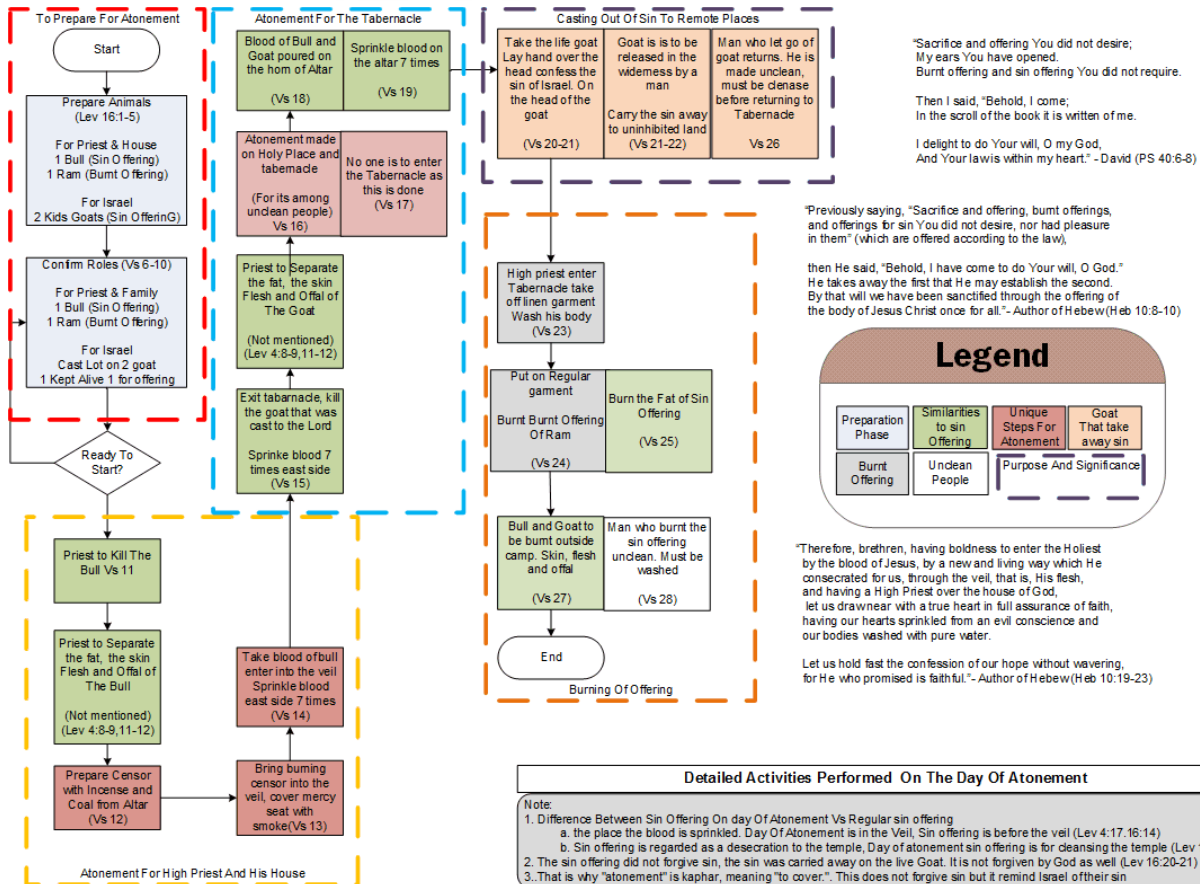 To Prepare For Atonement
Start
Prepare Animals
(Lev 16:1-5)
For Priest & House
1 Bull (Sin Offering)
1 Ram (Burnt Offering)
For Israel
2 Kids Goats (Sin OfferinG)
Confirm Roles (Vs 6-10)
For Priest & Family
1 Bull (Sin Offering)
1 Ram (Burnt Offering)
For Israel
Cast Lot on 2 goat
1 Kept Alive 1 for offering
Ready To
Start?
Priest to Kill The
Bull Vs 11
Priest to Separate
the fat, the skin
Flesh and Offal of
The Bull
(Not mentioned)
(Lev 4:8-9,11-12)
Prepare Censor
with Incense and
Coal from Altar
(Vs 12)
Bring burning
censor into the
veil, cover mercy
seat with
smoke(Vs 13)
Take blood of bull
enter into the veil
Sprinkle blood
east side 7 times
(Vs 14)
Atonement For High Priest And His House
Atonement For The Tabernacle
Exit tabarnacle, kill
the goat that was
cast to the Lord
Sprinke blood 7
times east side
(Vs 15)
Priest to Separate
the fat, the skin
Flesh and Offal of
The Goat
(Not mentioned)
(Lev 4:8-9,11-12)
Atonement made
on Holy Place and
tabernacle
(For its among
unclean people)
Vs 16)
No one is to enter
the Tabernacle as
this is done
(Vs 17)
Blood of Bull and
Goat poured on
the horn of Altar
(Vs 18)
Sprinkle blood on
the altar 7 times
(Vs 19)
Casting Out Of Sin To Remote Places
Take the life goat
Lay hand over the
head confess the
sin of Israel. On
the head of the
goat
(Vs 20-21)
Goat is is to be
released in the
wideness by a
man
Carry the sin away
to uninhibited land
(Vs 21-22)
Man who let go of
goat returns. He is
made unclean,
must be clenase
before returning to
Tabernacle
Vs 26
High priest enter
Tabernacle take
off linen garment
Wash his body
(Vs 23)
Put on Regular
garment
Burnt Burnt Offering
Of Ram
(Vs 24)
Burn the Fat of Sin
Offering
(Vs 25)
Bull and Goat to
be burnt outside
camp. Skin, flesh
and offal
(Vs 27)
Man who burnt the
sin offering
unclean. Must be
washed
(Vs 28)
End
Burning Of Offering
“Sacrifice and offering You did not desire;
My ears You have opened.
Burnt offering and sin offering You did not require.
Then I said, “Behold, I come;
In the scroll of the book it is written of me.
I delight to do Your will, O my God,
And Your law is within my heart.” - David (PS 40:6-8)
“Previously saying, “Sacrifice and offering, burnt offerings,
and offerings for sin You did not desire, nor had pleasure
in them” (which are offered according to the law),
then He said, “Behold, I have come to do Your will, O God.”
He takes away the first that He may establish the second.
By that will we have been sanctified through the offering of
the body of Jesus Christ once for all.”- Author of Hebew (Heb 10:8-10)
Legend
Preparation
Phase
Similarities
to sin
Offering
Unique
Steps For
Atonement
Goat
That take
away sin
Burnt
Offering
Unclean
People
Purpose And Significance
“Therefore, brethren, having boldness to enter the Holiest
by the blood of Jesus, by a new and living way which He
consecrated for us, through the veil, that is, His flesh,
and having a High Priest over the house of God,
let us drawnear with a true heart in full assurance of faith,
having our hearts sprinkled from an evil conscience and
our bodies washed with pure water.
Let us hold fast the confession of our hope without wavering,
for He who promised is faithful.”- Author of Hebew (Heb 10:19-23)
Detailed Activities Performed On The Day Of Atonement
Note:
1. Difference Between Sin Offering On day Of Atonement Vs Regular sin offering
a. the place the blood is sprinkled. Day Of Atonement is in the Veil, Sin offering is before the veil (Lev 4:17.16:14)
b. Sin offering is regarded as a desecration to the temple, Day of atonement sin offering is for cleansing the temple (Lev 1
2. The sin offering did not forgive sin, the sin was carried away on the live Goat. It is not forgiven by God as well (Lev 16:20-21)
3..That is why "atonement" is kaphar, meaning "to cover.". This does not forgive sin but it remind Israel of their sin